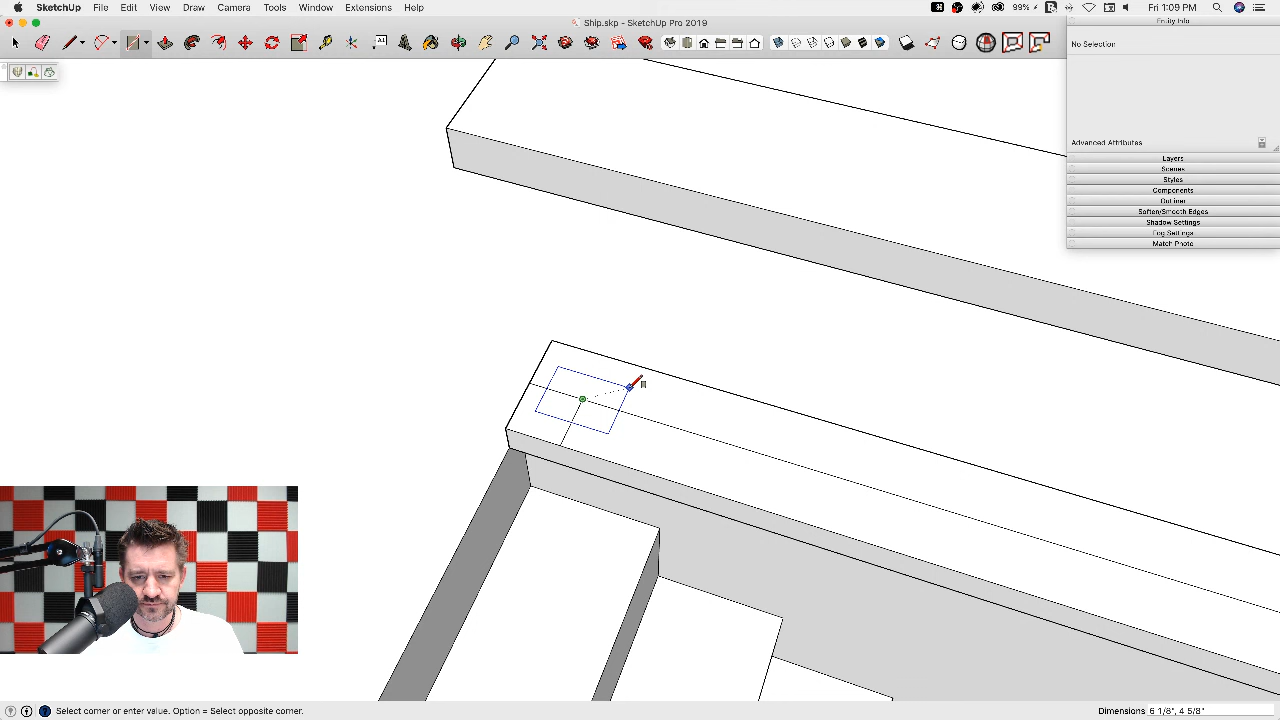 SketchUp File Edit View Draw Camera Tools Window Extensions Help 99% Fri 1:09 PM
Ship.skp - SketchUp Pro 2019
Entity Info
No Selection
Advanced Attributes
Layers
Scenes
Styles
Components
Outliner
Soften/Smooth Edges
Shadow Settings
Fog Settings
Match Photo
Select corner or enter value. Option = Select opposite corner. Dimensions 6 1/8", 4 5/8"